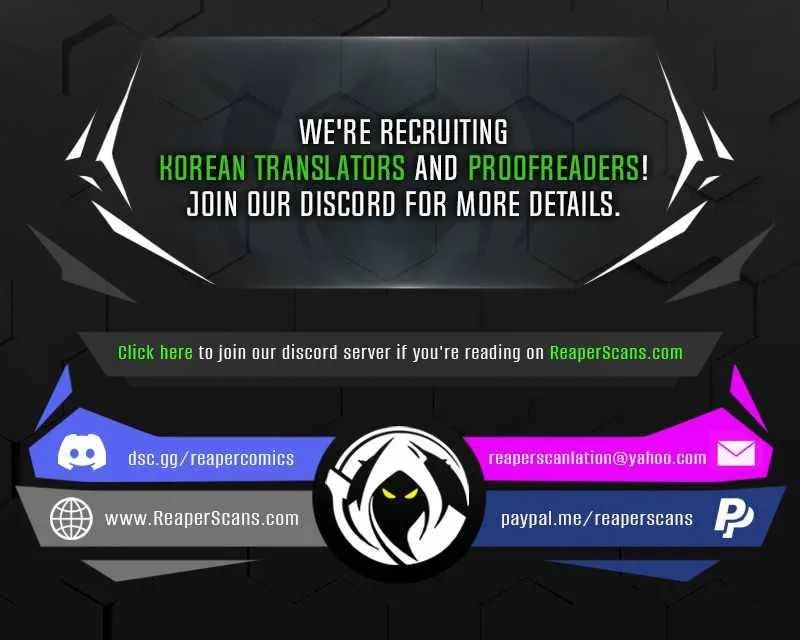 WE'RE RECRUITING
KOREAN TRANSLATORS AND PROOFREADERS!
JOIN OUR DISCORD FOR MORE DETAILS.
Click here to join our discord server if you're reading on ReaperScans.com
dsc.gg/reapercomics
reaperscanlation@yahoo.com
www.ReaperScans.com
paypal.me/reaperscans